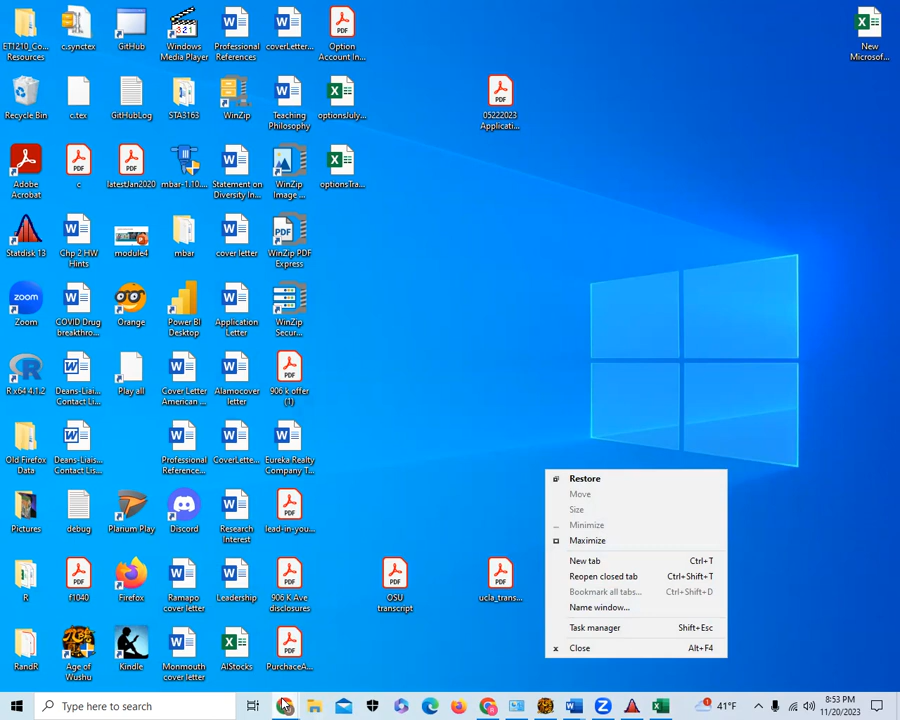 ET1210_Co... Resources
c.synctex
GitHub
Windows Media Player
Professional References
coverLetter...
Option Account In...
New Microsof...
Recycle Bin
c.tex
GitHubLog
STA3163
WinZip
Teaching Philosophy
optionsJuly...
PDF
05222023 Applicati...
Adobe Acrobat
c
latestJan2020
mbar-1.10....
Statement on Diversity In...
WinZip Image ...
optionsTra...
Statdisk 13
Chp 2 HW Hints
module4
mbar
cover letter
WinZip PDF Express
zoom
Zoom
COVID Drug breakthro...
Orange
Power BI Desktop
Application Letter
WinZip Secur...
R x64 4.1.2
Deans-Liais... Contact Li...
Play all
Cover Letter American ...
Alamocover letter
906 k offer (1)
Old Firefox Data
Deans-Liais... Contact Lis...
Professional Reference...
CoverLette...
Eureka Realty Company T...
Pictures
debug
Planum Play
Discord
Research Interest
lead-in-you...
R
f1040
Firefox
Ramapo cover letter
Leadership
906 K Ave disclosures
OSU transcript
ucla_trans...
RandR
Age of Wushu
Kindle
Monmouth cover letter
AIStocks
PurchaceA...
Restore
Move
Size
Minimize
Maximize
New tab Ctrl+T
Reopen closed tab Ctrl+Shift+T
Bookmark all tabs... Ctrl+Shift+D
Name window...
Task manager Shift+Esc
Close Alt+F4
Type here to search
41°F
8:53 PM
11/20/2023